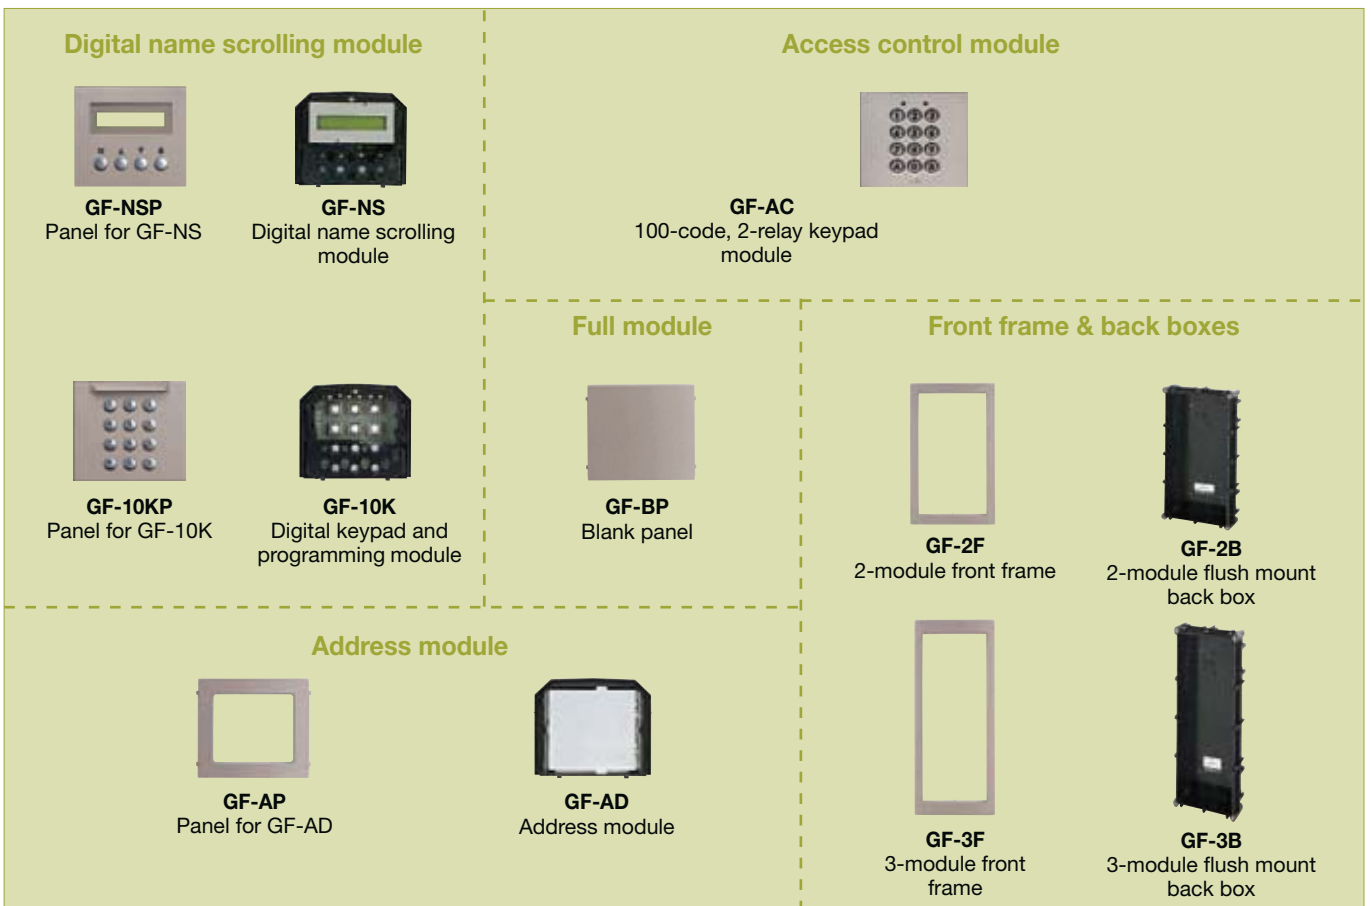 Digital name scrolling module
GF-NSP
Panel for GF-NS
GF-NS
Digital name scrolling
module
GF-10KP
Panel for GF-10K
GF-10K
Digital keypad and
programming module
Access control module
GF-AC
100-code, 2-relay keypad
module
Full module
GF-BP
Blank panel
Front frame & back boxes
GF-2F
2-module front frame
GF-2B
2-module flush mount
back box
GF-3F
3-module front
frame
GF-3B
3-module flush mount
back box
Address module
GF-AP
Panel for GF-AD
GF-AD
Address module